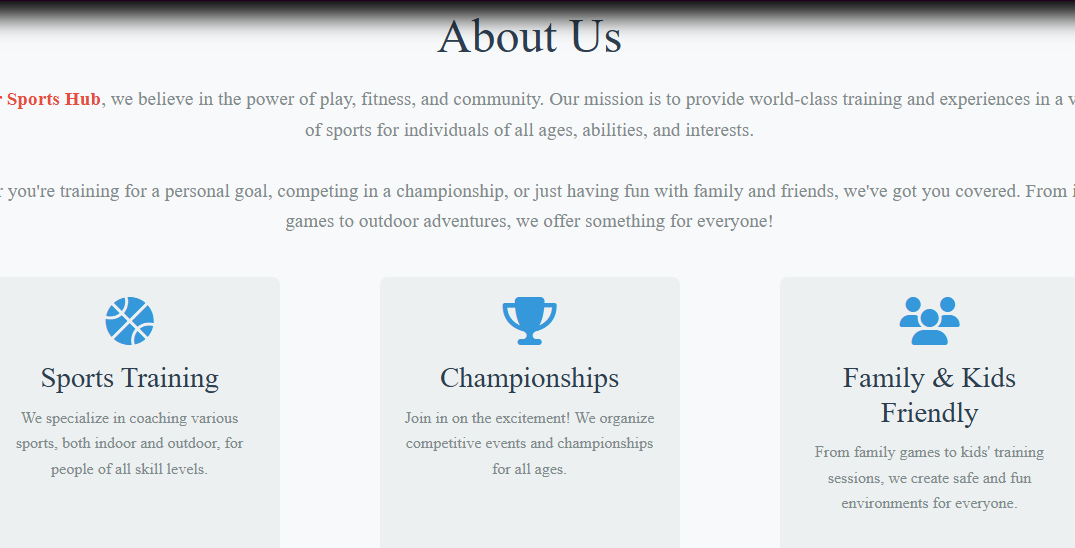 About Us
Sports Hub, we believe in the power of play, fitness, and community. Our mission is to provide world-class training and experiences in a
of sports for individuals of all ages, abilities, and interests.
you're training for a personal goal, competing in a championship, or just having fun with family and friends, we've got you covered. From
games to outdoor adventures, we offer something for everyone!
Sports Training
We specialize in coaching various
sports, both indoor and outdoor, for
people of all skill levels.
Championships
Join in on the excitement! We organize
competitive events and championships
for all ages.
Family & Kids
Friendly
From family games to kids' training
sessions, we create safe and fun
environments for everyone.